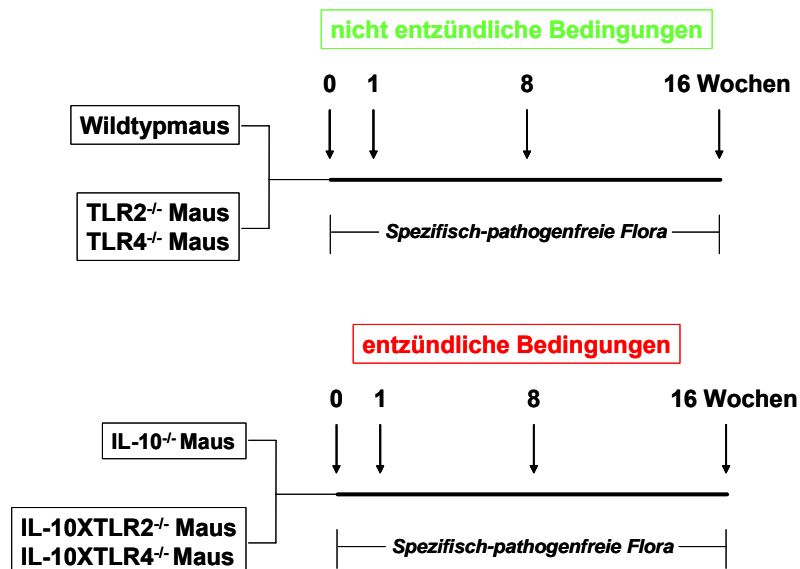 nicht entzündliche Bedingungen
0 1 8 16 Wochen
Wildtypmaus
TLR2-/- Maus
TLR4-/- Maus
Spezifisch-pathogenfreie Flora
entzündliche Bedingungen
0 1 8 16 Wochen
IL-10-/- Maus
IL-10XTLR2-/- Maus
IL-10XTLR4-/- Maus
Spezifisch-pathogenfreie Flora